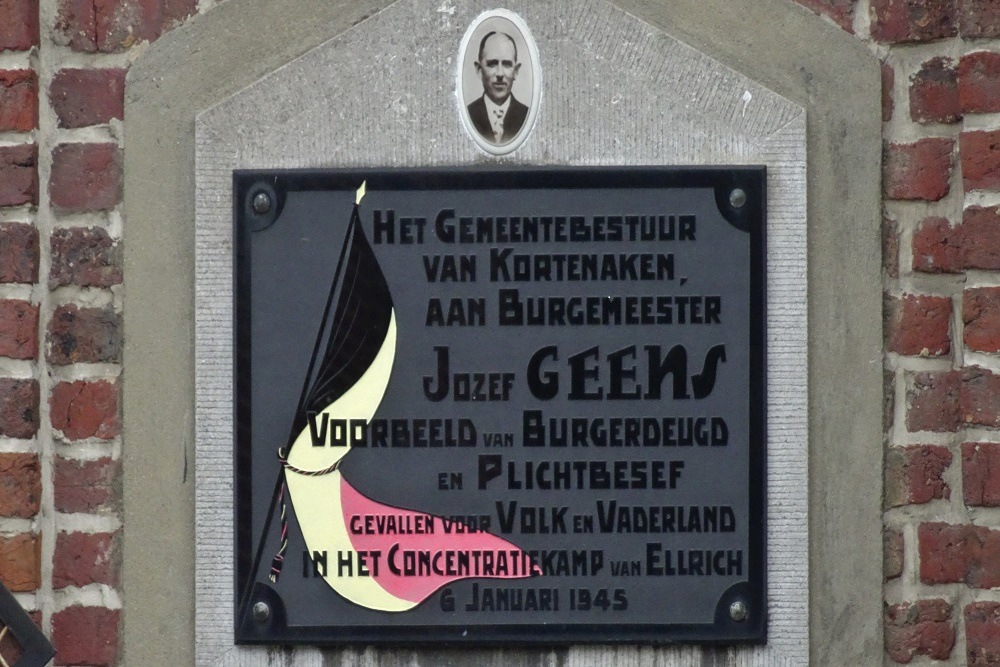 Het Gemeentebestuur
van Kortenaken,
aan Burgemeester
Jozef GEENS
Voorbeeld van Burgerdeugd
en Plichtbesef
gevallen voor Volk en Vaderland
in het Concentratiekamp van Ellrich
6 Januari 1945